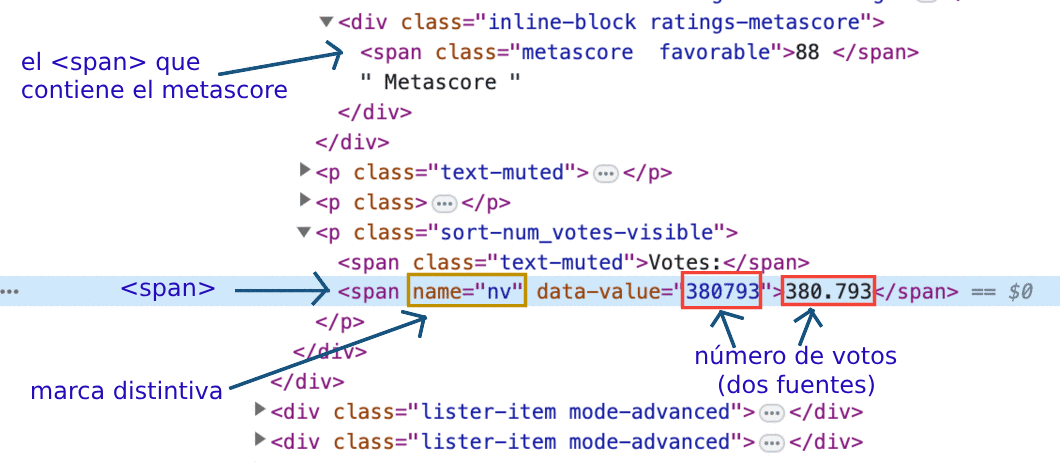 <div class="inline-block ratings-metascore">
el <span> que
contiene el metascore
<span class="metascore  favorable">88 </span>
" Metascore "
</div>
</div>
<p class="text-muted">…</p>
<p class>…</p>
<p class="sort-num_votes-visible">
<span class="text-muted">Votes:</span>
… <span> <span name="nv" data-value="380793">380.793</span> == $0
</p>
</div>
número de votos
(dos fuentes)
</div>
marca distintiva
<div class="lister-item mode-advanced">…</div>
<div class="lister-item mode-advanced">…</div>